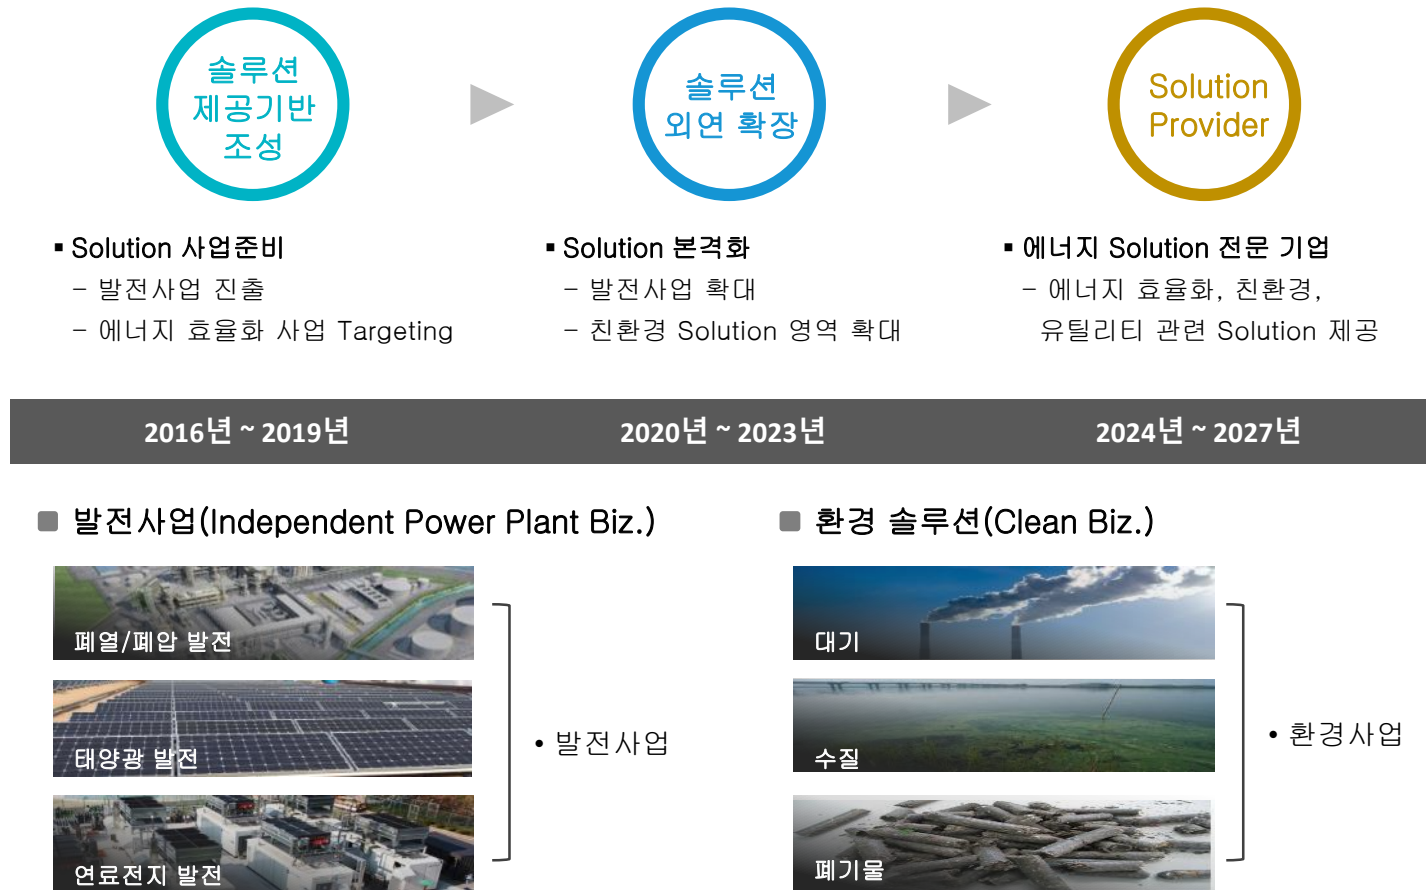 솔루션
제공기반
조성
솔루션
외연 확장
Solution
Provider
▪ Solution 사업준비
- 발전사업 진출
- 에너지 효율화 사업 Targeting
▪ Solution 본격화
- 발전사업 확대
- 친환경 Solution 영역 확대
▪ 에너지 Solution 전문 기업
- 에너지 효율화, 친환경,
유틸리티 관련 Solution 제공
2016년 ~ 2019년
2020년 ~ 2023년
2024년 ~ 2027년
■ 발전사업(Independent Power Plant Biz.)
폐열/폐압 발전
태양광 발전
연료전지 발전
• 발전사업
■ 환경 솔루션(Clean Biz.)
대기
수질
폐기물
• 환경사업